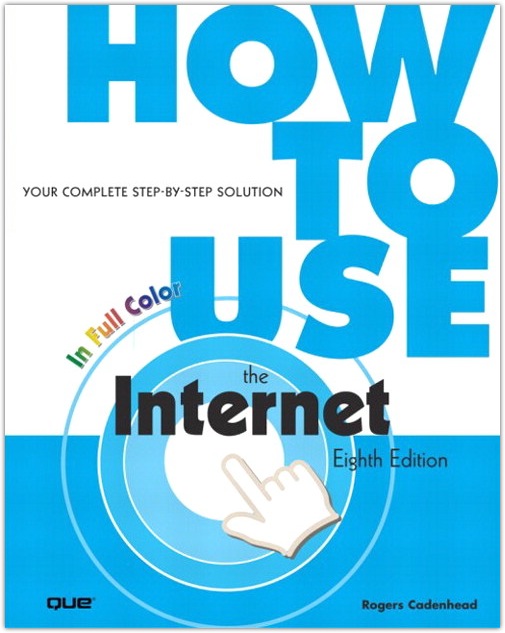 HOW
TO
YOUR COMPLETE STEP-BY-STEP SOLUTION
USE
In Full Color
the
Internet
Eighth Edition
QUE®
Rogers Cadenhead